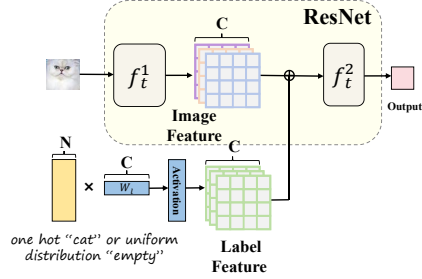 ResNet
C
f_t^1
f_t^2
Image
Feature
Output
N
C
C
×
W_l
Activation
one hot “cat” or uniform
distribution “empty”
Label
Feature